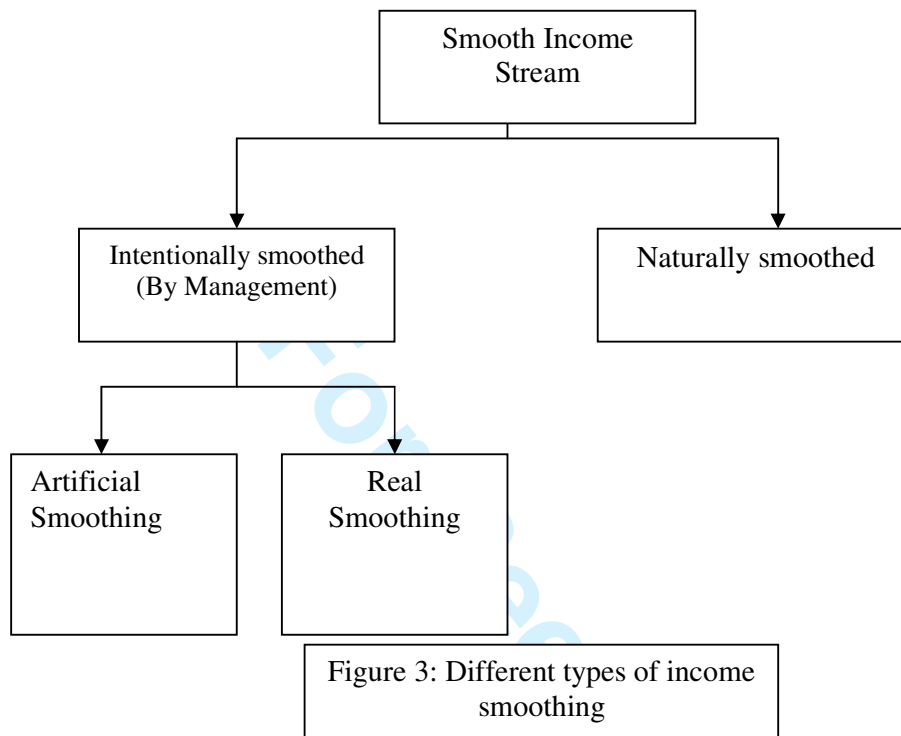 Smooth Income
Stream
Intentionally smoothed
(By Management)
Naturally smoothed
Artificial
Smoothing
Real
Smoothing
Figure 3: Different types of income
smoothing